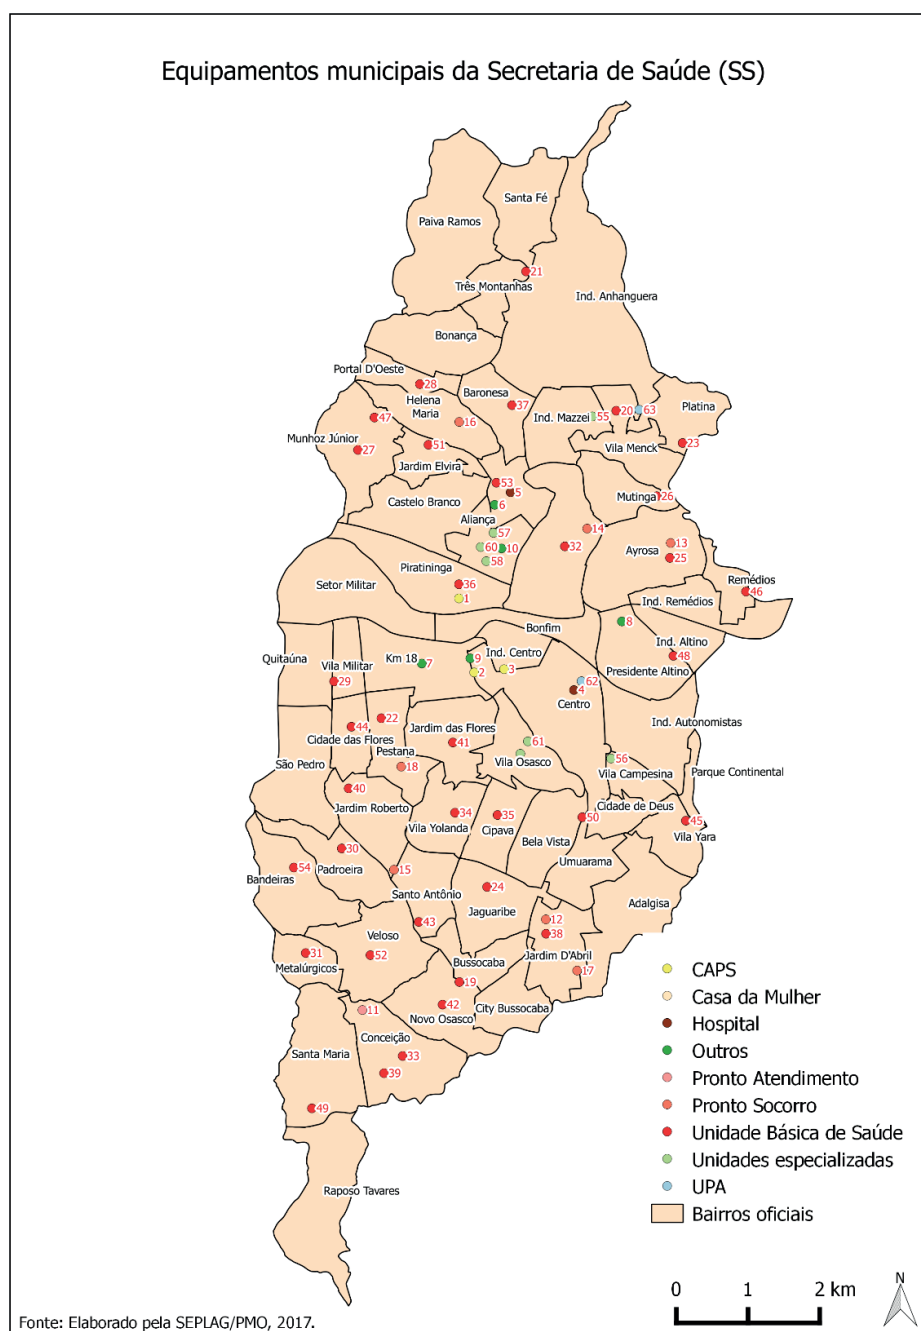 Equipamentos municipais da Secretaria de Saúde (SS)
Santa Fé
Paiva Ramos
21
Três Montanhas
Ind. Anhanguera
Bonança
Portal D'Oeste
28
Baronesa
Helena
Maria
37
47
16
Ind. Mazzei
55
20
63
Platina
Munhoz Júnior
27
51
Vila Menck
23
Jardim Elvira
53
5
Castelo Branco
6
Mutinga
26
Aliança
57
14
60
10
32
13
Ayrosa
25
58
Piratininga
Setor Militar
36
1
Remédios
46
Ind. Remédios
Bonfim
8
Ind. Altino
Quitaúna
Vila Militar
Km 18
7
9
Ind. Centro
2
3
48
Presidente Altino
29
62
4
Centro
22
44
Cidade das Flores
Jardim das Flores
Ind. Autonomistas
Pestana
41
61
São Pedro
18
Vila Osasco
56
Vila Campesina
Parque Continental
40
Jardim Roberto
Cidade de Deus
34
Vila Yolanda
35
Cipava
50
45
Vila Yara
Bela Vista
30
Umuarama
54
Padroeira
15
Bandeiras
24
Santo Antônio
Jaguaribe
Adalgisa
43
12
Veloso
38
31
52
Jardim D'Abril
Metalúrgicos
Bussocaba
17
19
11
42
City Bussocaba
Novo Osasco
Conceição
Santa Maria
33
39
49
Raposo Tavares
CAPS
Casa da Mulher
Hospital
Outros
Pronto Atendimento
Pronto Socorro
Unidade Básica de Saúde
Unidades especializadas
UPA
Bairros oficiais
0 1 2 km
N
Fonte: Elaborado pela SEPLAG/PMO, 2017.